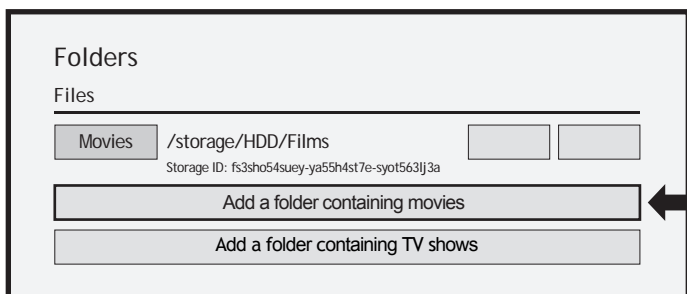 Folders
Files
Movies /storage/HDD/Films
Storage ID: fs3sho54suey-ya55h4st7e-syot563lj3a
Add a folder containing movies
Add a folder containing TV shows